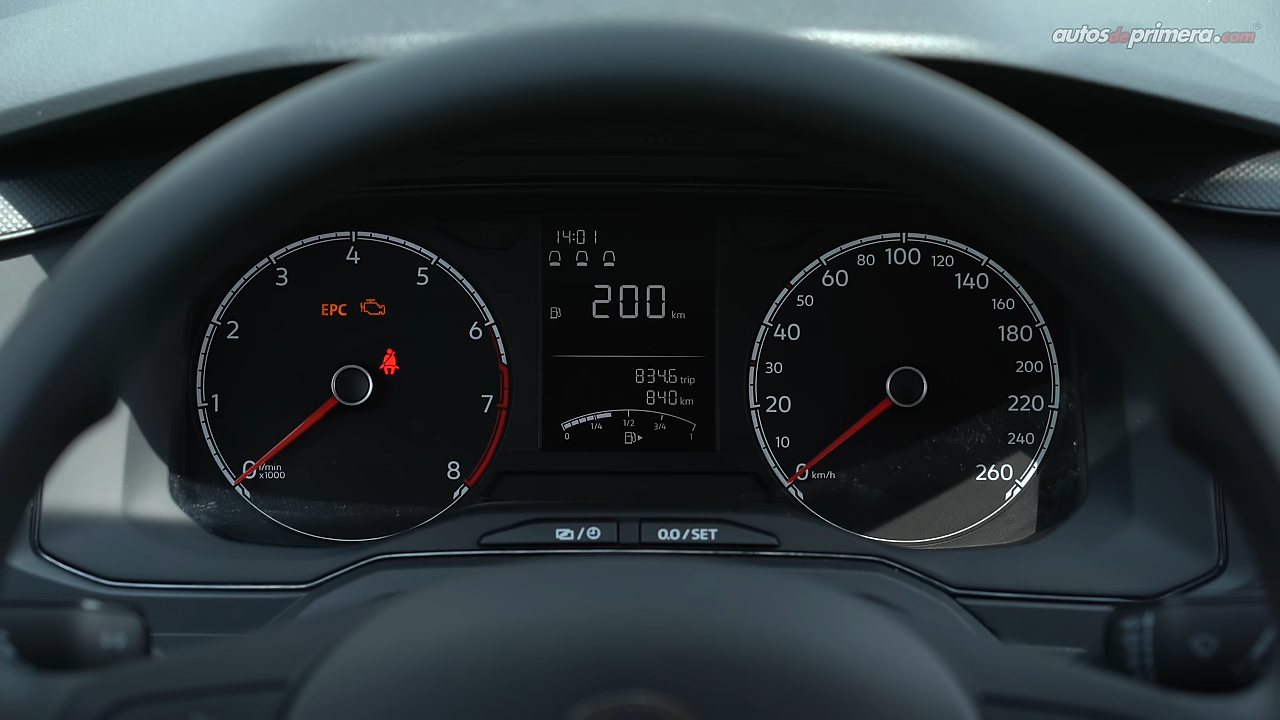 autosdeprimera.com
0
1
2
3
4
5
6
7
8
l/min
x1000
EPC
14:01
200 km
834.6 trip
840 km
0 1/4 1/2 3/4 1
0
10
20
30
40
50
60
80
100
120
140
160
180
200
220
240
260
km/h
/
0.0/SET